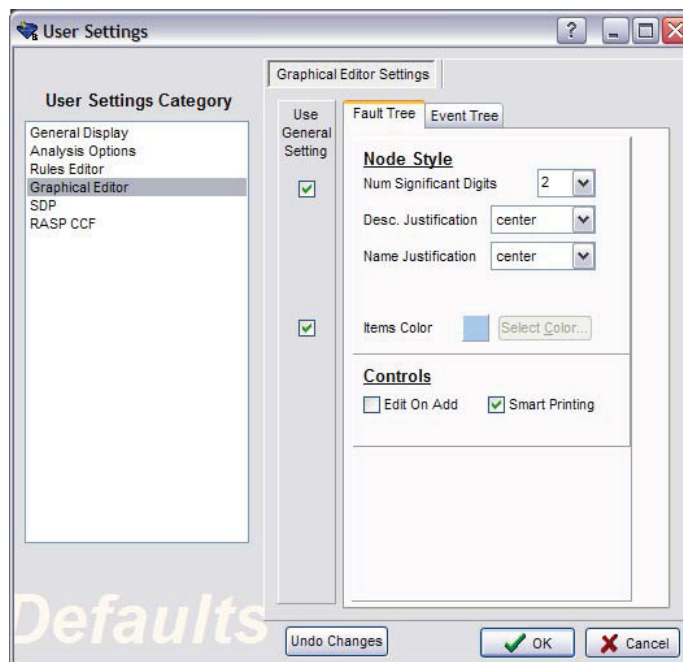 User Settings
Graphical Editor Settings
User Settings Category
General Display
Analysis Options
Rules Editor
Graphical Editor
SDP
RASP CCF
Use
General
Setting
Fault Tree
Event Tree
Node Style
Num Significant Digits 2
Desc. Justification center
Name Justification center
Items Color Select Color...
Controls
Edit On Add Smart Printing
Defaults
Undo Changes OK Cancel